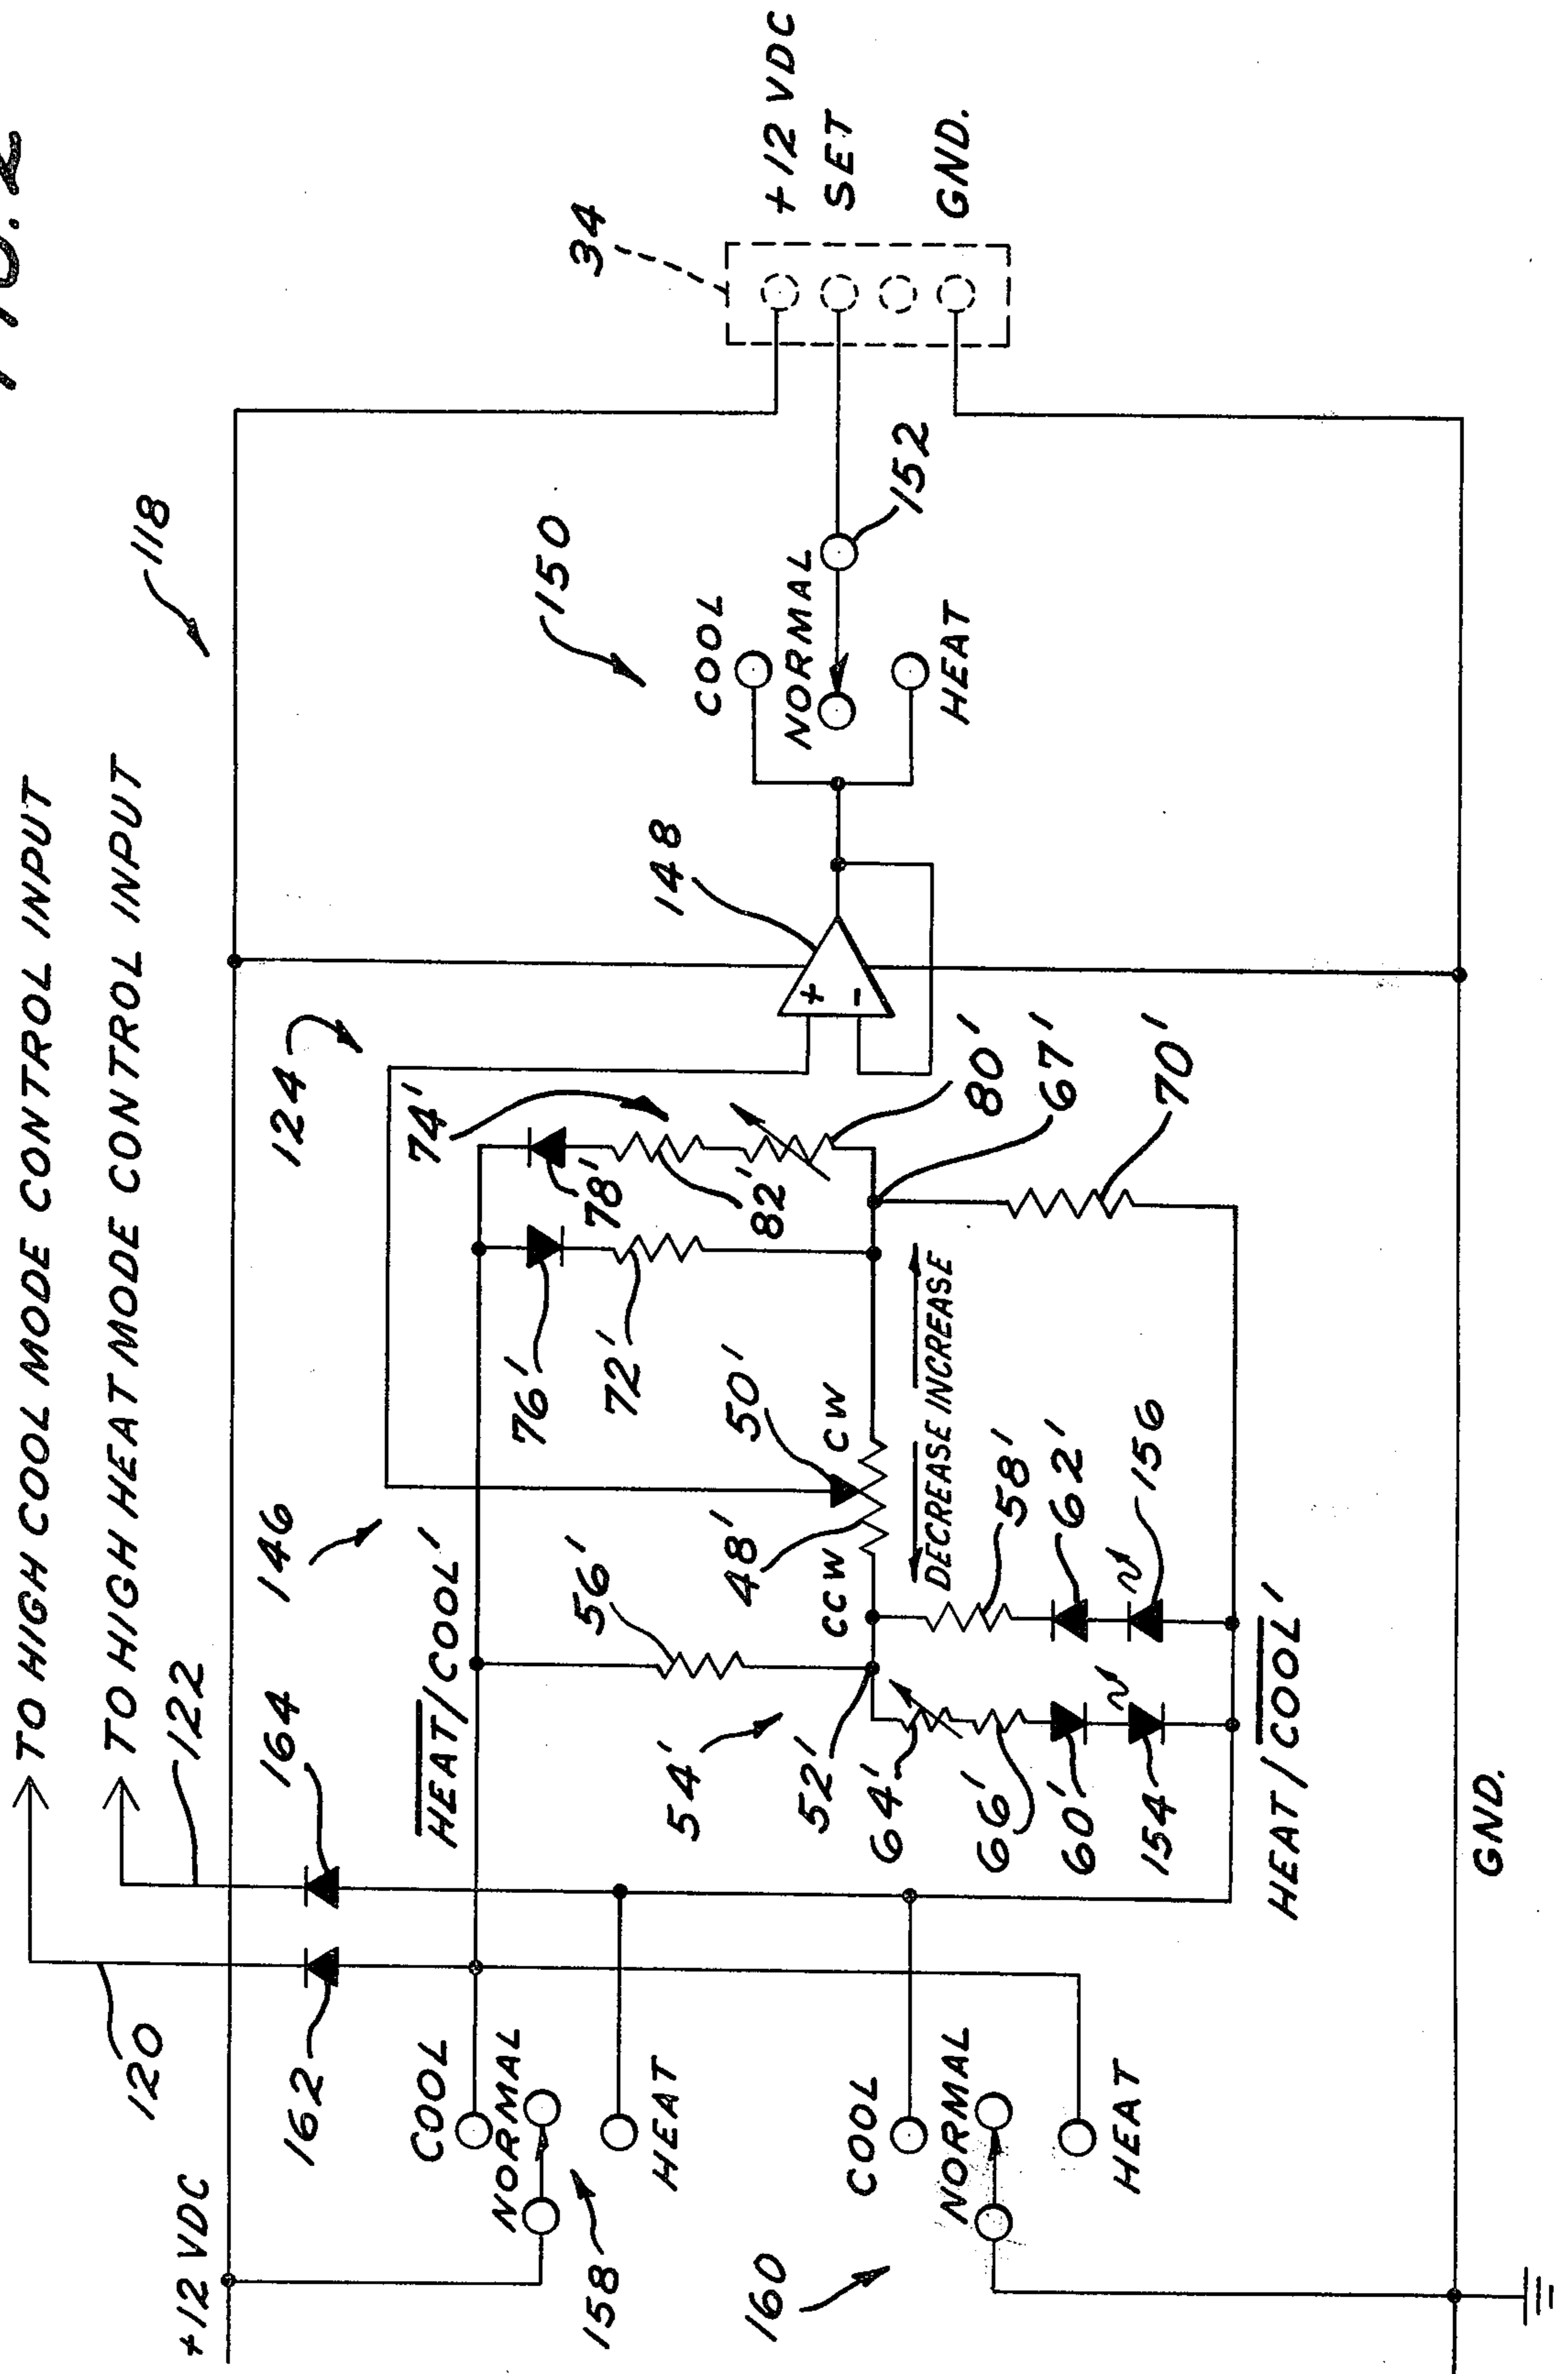 FIG. 2
TO HIGH COOL MODE CONTROL INPUT
TO HIGH HEAT MODE CONTROL INPUT
120
122
162
164
118
+12 VDC
COOL
NORMAL
HEAT
158
COOL
NORMAL
HEAT
160
HEAT/COOL'
146
124
54'
56'
52'
64'
66'
60'
154
48'
50'
CCW
CW
DECREASE INCREASE
58'
62'
156
76'
72'
74'
78'
82'
80'
67'
70'
HEAT/COOL'
148
+
-
150
COOL
NORMAL
HEAT
152
34
+12 VDC
SET
GND.
GND.